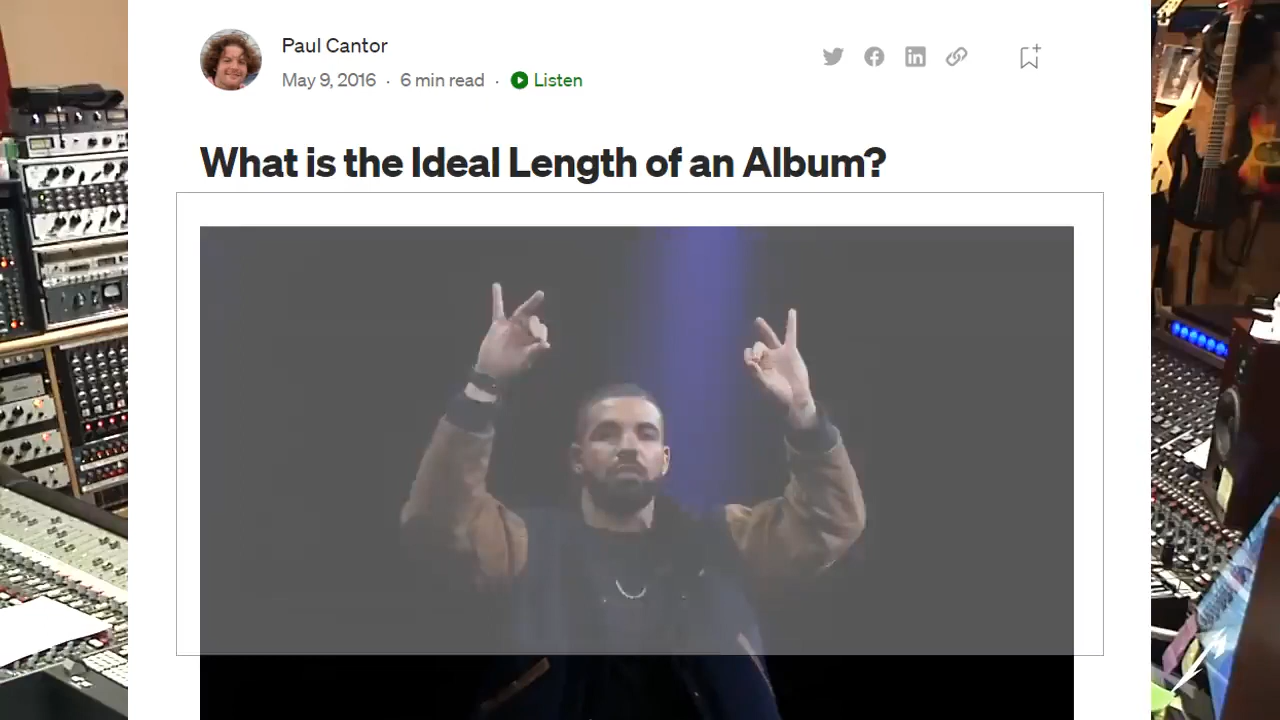 Paul Cantor
May 9, 2016 · 6 min read · Listen
What is the Ideal Length of an Album?